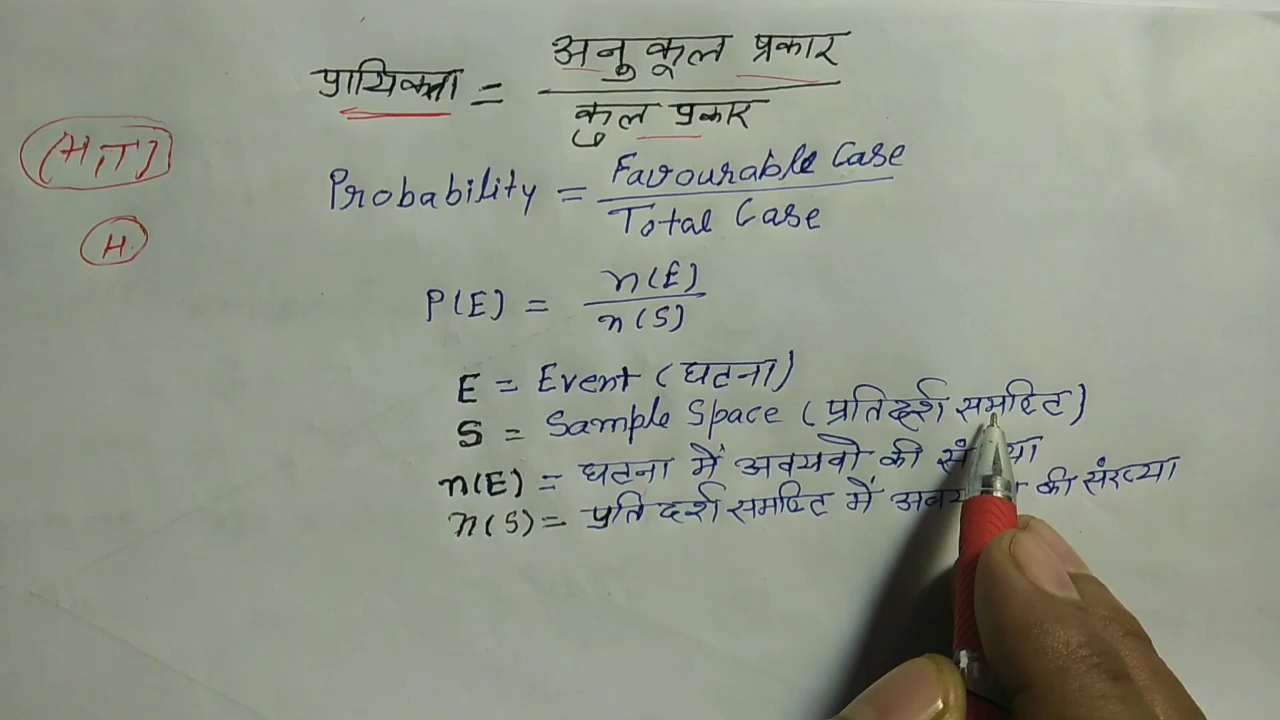 प्रायिकता = अनुकूल प्रकार
कुल प्रकार
(H,T)
Probability = Favourable Case
Total Case
H
P(E) = n(E)
n(S)
E = Event (घटना)
S = Sample Space (प्रतिदर्श समष्टि)
n(E) = घटना में अवयवो की
n(S) = प्रतिदर्श समष्टि में की संख्या